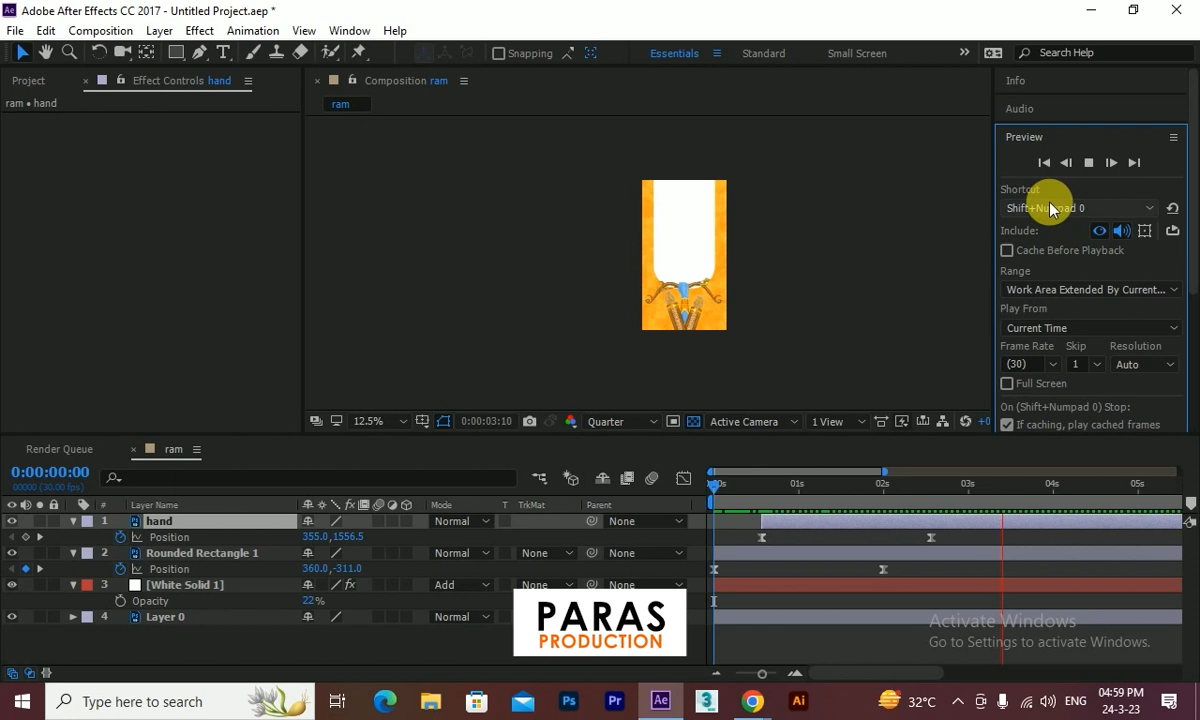 Adobe After Effects CC 2017 - Untitled Project.aep *
File Edit Composition Layer Effect Animation View Window Help
Snapping Essentials Standard Small Screen Search Help
Project Effect Controls hand Composition ram Info
ram • hand ram Audio
Preview
Shortcut
Shift+Numpad 0
Include:
Cache Before Playback
Range
Work Area Extended By Current...
Play From
Current Time
Frame Rate Skip Resolution
(30) 1 Auto
Full Screen
On (Shift+Numpad 0) Stop:
If caching, play cached frames
12.5% 0:00:03:10 Quarter Active Camera 1 View +0
Render Queue ram
0:00:00:00
00000 (30.00 fps)
:00s 01s 02s 03s 04s 05s
# Layer Name Mode T TrkMat Parent
1 hand Normal None
Position 355.0,1556.5
2 Rounded Rectangle 1 Normal None None
Position 360.0,-311.0
3 [White Solid 1] Add None None
Opacity 22%
4 Layer 0 Normal
PARAS
PRODUCTION
Activate Windows
Go to Settings to activate Windows.
Type here to search 32°C ENG 04:59 PM
24-3-23